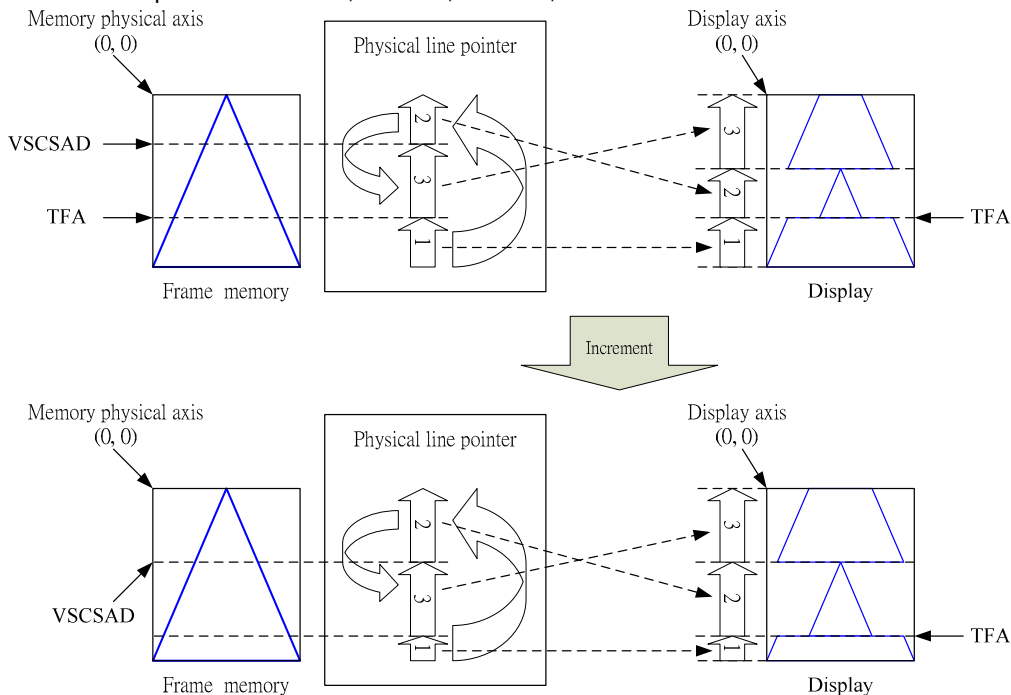 Memory physical axis
(0, 0)
Physical line pointer
Display axis
(0, 0)
VSCSAD
TFA
2
3
1
3
2
1
TFA
Frame memory
Display
Increment
Memory physical axis
(0, 0)
Physical line pointer
Display axis
(0, 0)
VSCSAD
2
3
1
3
2
1
TFA
Frame memory
Display